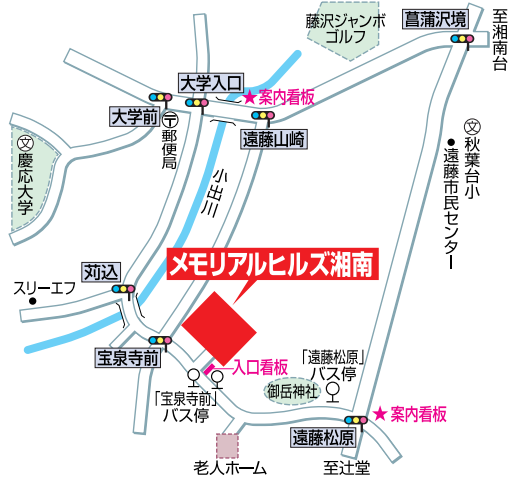 藤沢ジャンボ
ゴルフ
菖蒲沢境
至湘南台
大学入口
★案内看板
大学前
〒
郵便局
遠藤山崎
文
慶応大学
文
秋葉台小
遠藤市民センター
小出川
メモリアルヒルズ湘南
苅込
スリーエフ
宝泉寺前
入口看板
「遠藤松原」
バス停
「宝泉寺前」
バス停
御岳神社
★案内看板
遠藤松原
老人ホーム
至辻堂